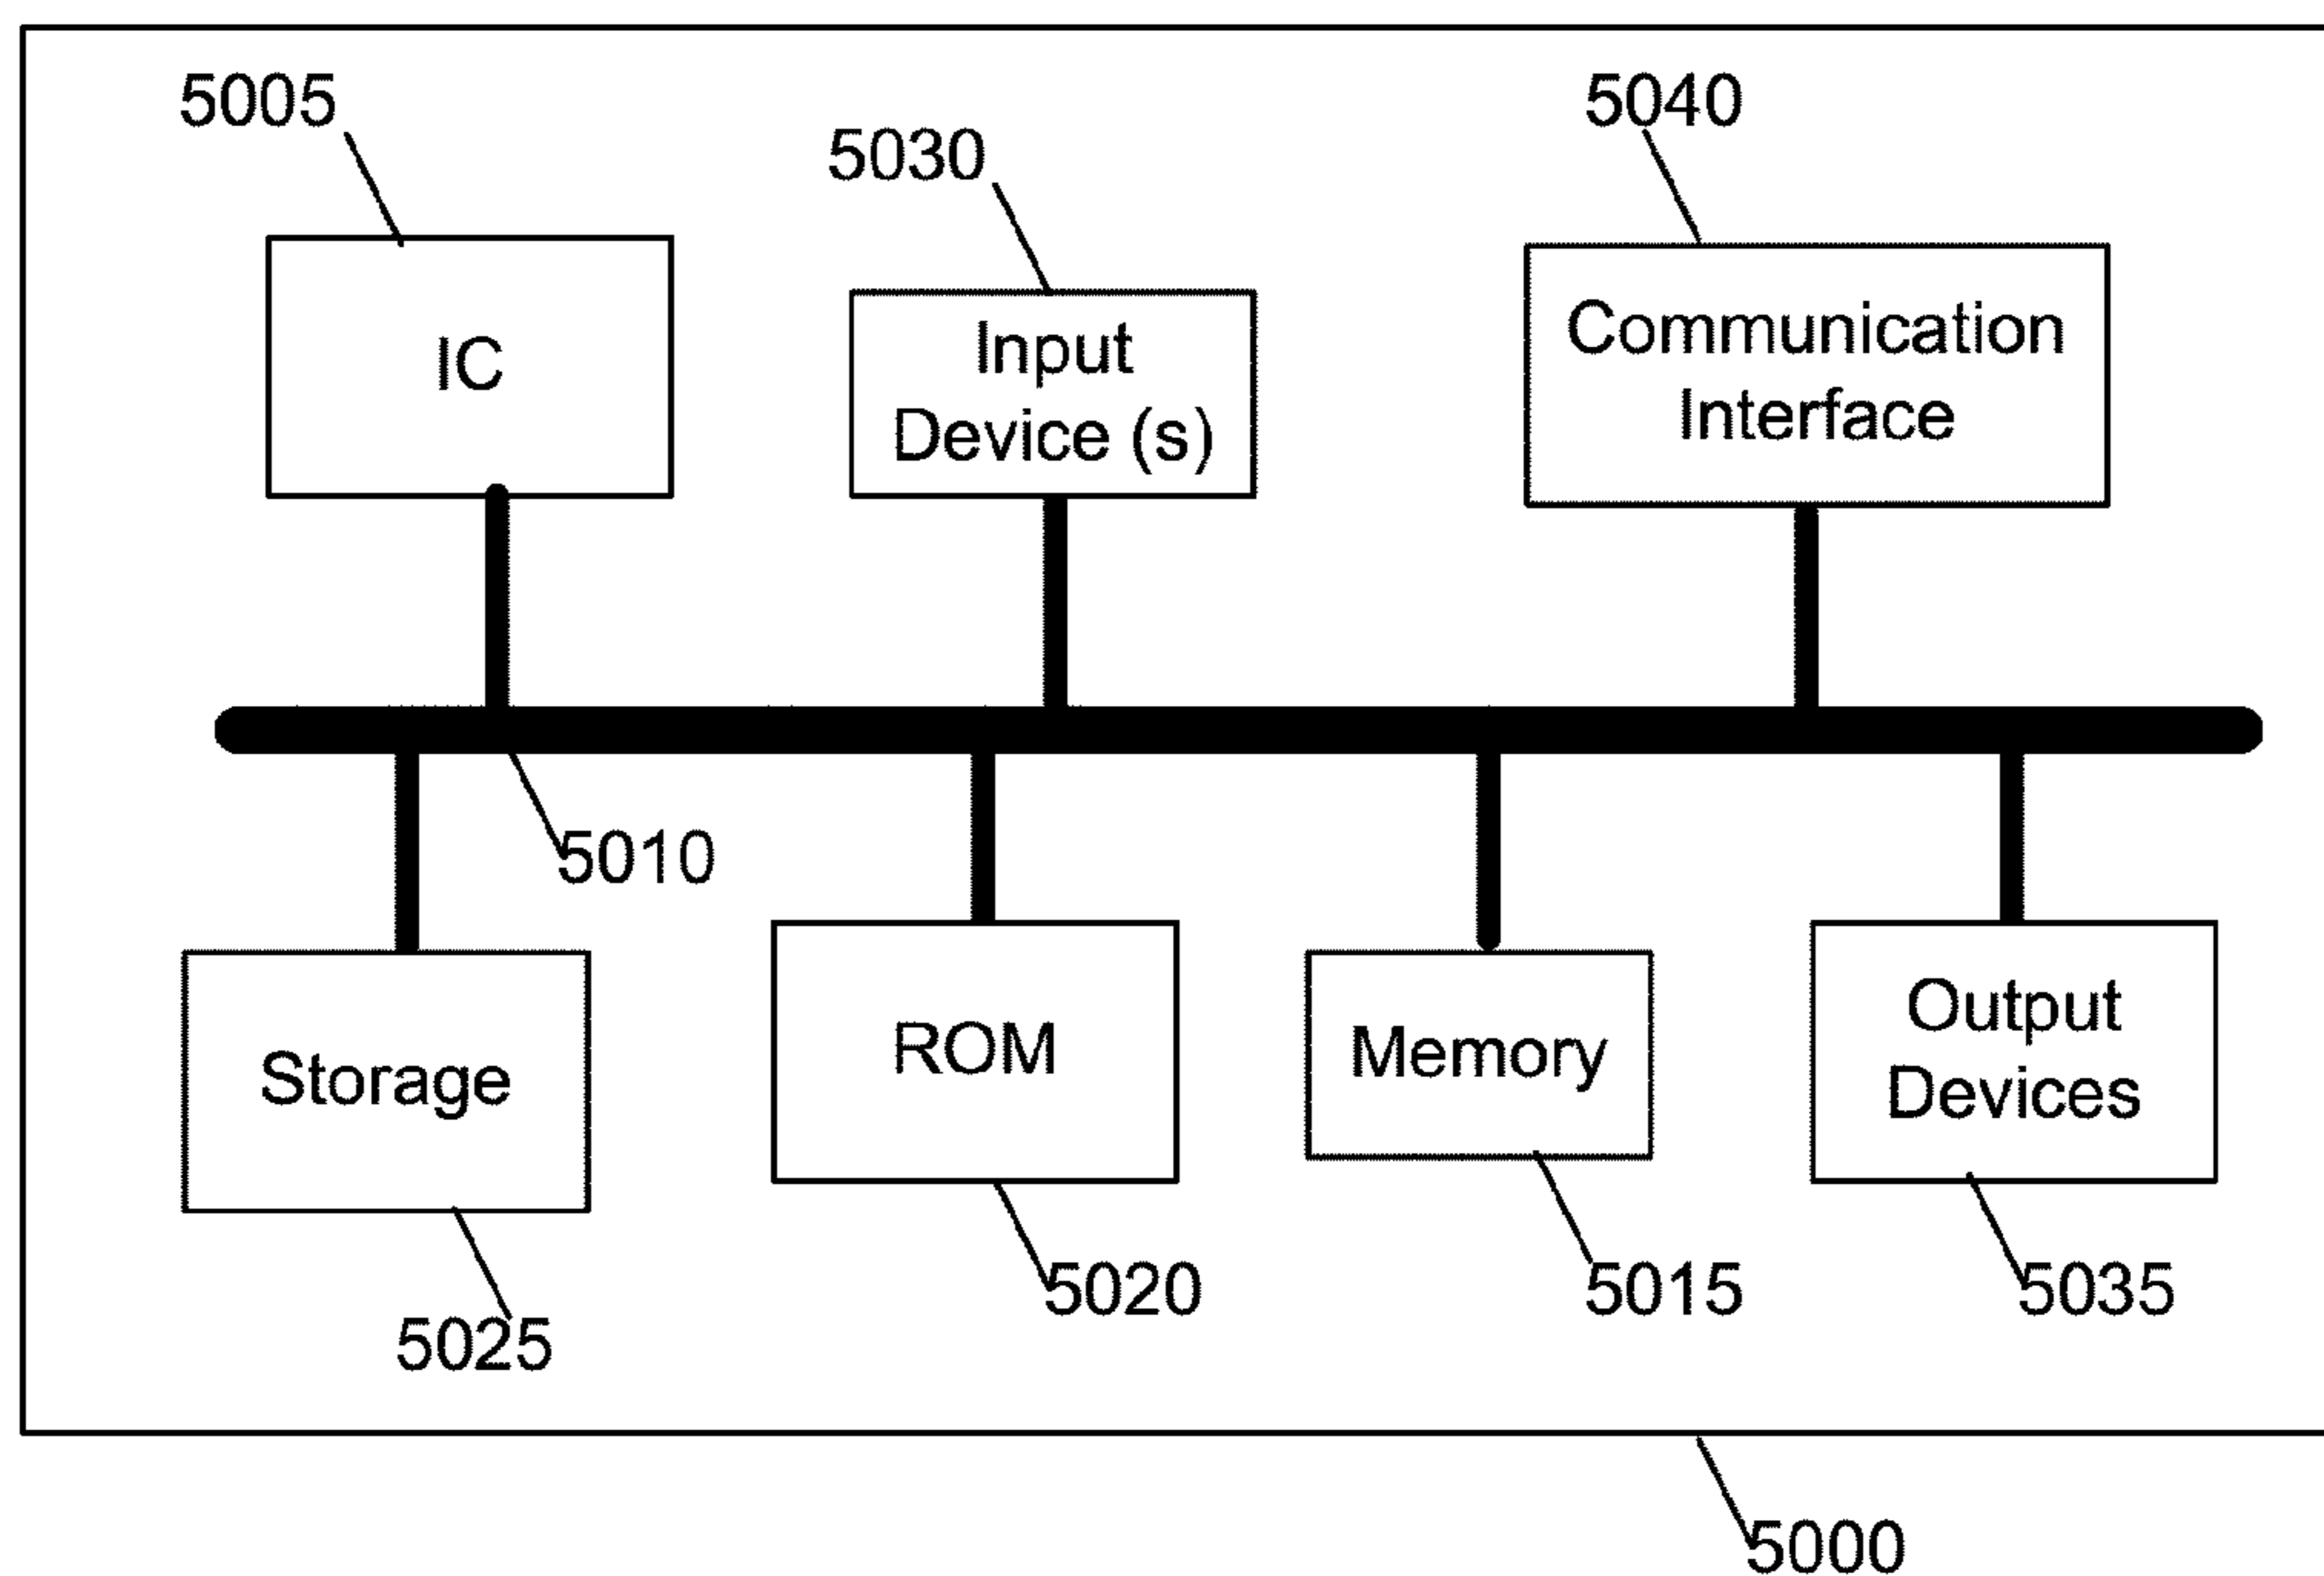 5005
5030
5040
IC
Input
Device (s)
Communication
Interface
5010
Storage
ROM
Memory
Output
Devices
5025
5020
5015
5035
5000